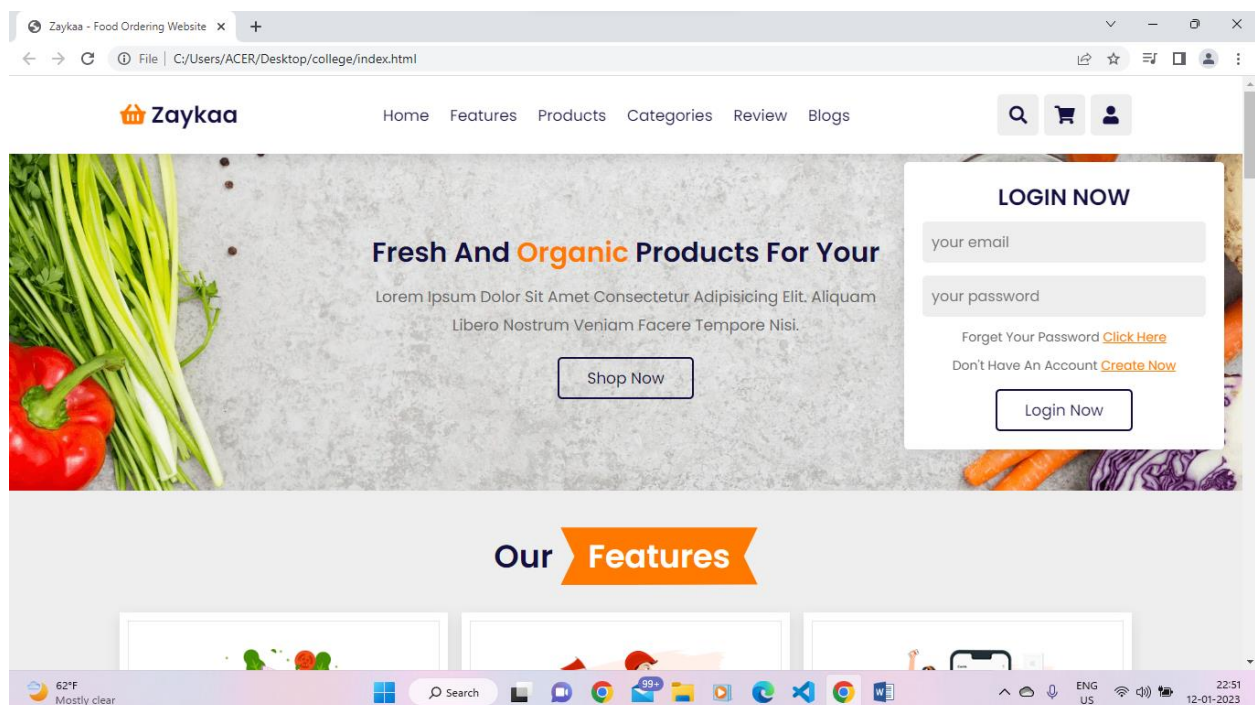 Zaykaa - Food Ordering Website
File | C:/Users/ACER/Desktop/college/index.html
Zaykaa
Home Features Products Categories Review Blogs
Fresh And Organic Products For Your
Lorem Ipsum Dolor Sit Amet Consectetur Adipisicing Elit. Aliquam
Libero Nostrum Veniam Facere Tempore Nisi.
Shop Now
LOGIN NOW
your email
your password
Forget Your Password Click Here
Don't Have An Account Create Now
Login Now
Our Features
62°F
Mostly clear
Search
99+
ENG
US
22:51
12-01-2023